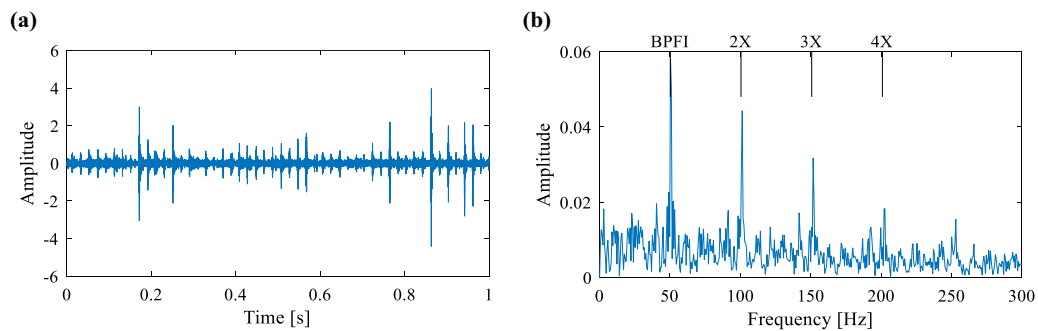 (a)
6
4
2
0
-2
-4
-6
Amplitude
0 0.2 0.4 0.6 0.8 1
Time [s]
(b)
BPFI 2X 3X 4X
0.06
0.04
0.02
0
Amplitude
0 50 100 150 200 250 300
Frequency [Hz]